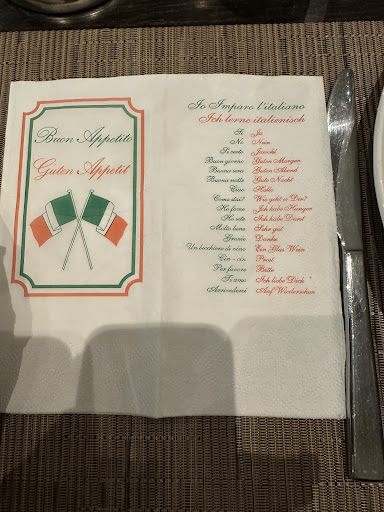 Buon Appetito
Guten Appetit
Io Imparo l'italiano
Ich lerne italienisch
Si Ja
No Nein
Si certo Jawohl
Buon giorno Guten Morgen
Buona sera Guten Abend
Buona notte Gute Nacht
Ciao Hallo
Come stai? Wie geht es Dir?
Ho fame Ich habe Hunger
Ho sete Ich habe Durst
Molto bene Sehr gut
Grazie Danke
Un bicchiere di vino Ein Glas Wein
Cin - cin Prost
Per favore Bitte
Ti amo Ich liebe Dich
Arrivederci Auf Wiedersehen